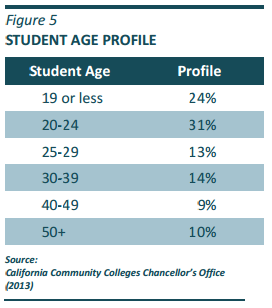 Figure 5
STUDENT AGE PROFILE
Student Age Profile
19 or less 24%
20-24 31%
25-29 13%
30-39 14%
40-49 9%
50+ 10%
Source:
California Community Colleges Chancellor's Office
(2013)